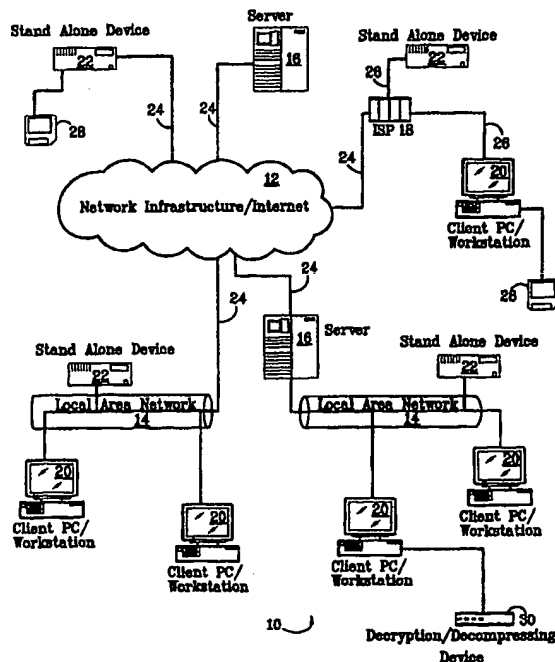 Stand Alone Device
22
28
24
Server
16
24
Stand Alone Device
22
26
ISP 18
24
26
20
Client PC/
Workstation
28
12
Network Infrastructure/Internet
24
24
16
Server
Stand Alone Device
22
Local Area Network
14
20
Client PC/
Workstation
20
Client PC/
Workstation
Stand Alone Device
22
Local Area Network
14
20
Client PC/
Workstation
20
Client PC/
Workstation
30
Decryption/Decompressing
Device
10